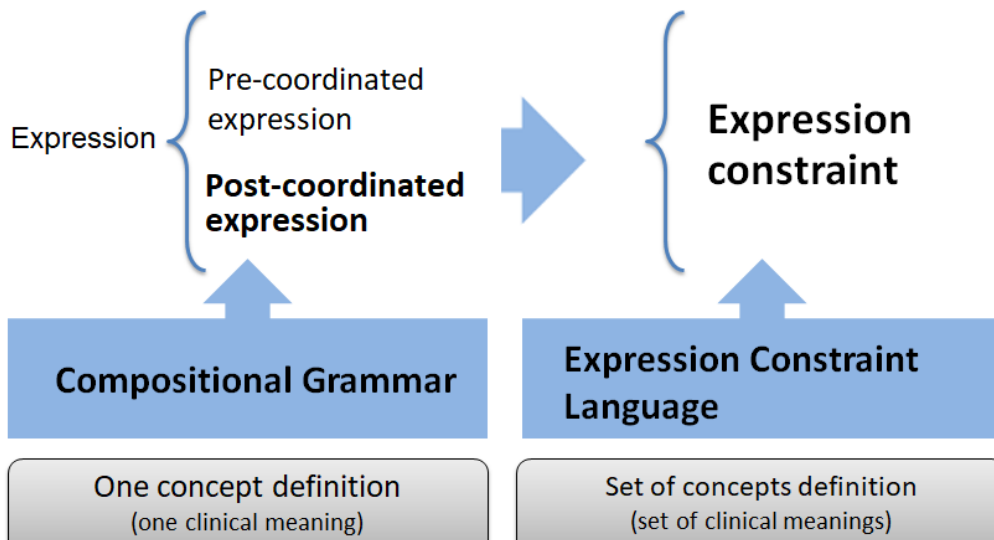 Expression
Pre-coordinated
expression
Post-coordinated
expression
Expression
constraint
Compositional Grammar
Expression Constraint
Language
One concept definition
(one clinical meaning)
Set of concepts definition
(set of clinical meanings)